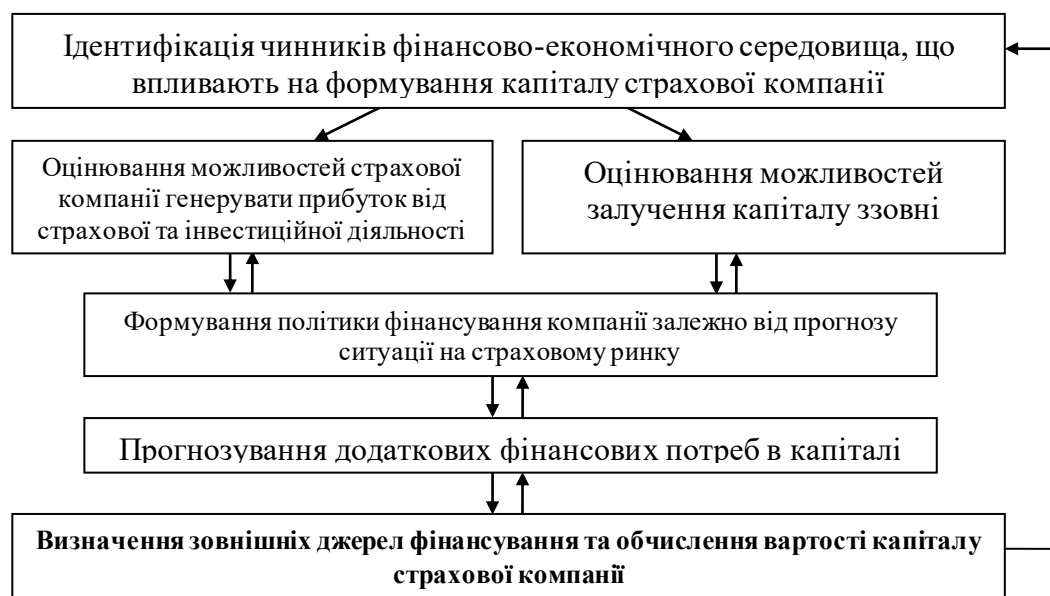 Ідентифікація чинників фінансово-економічного середовища, що
впливають на формування капіталу страхової компанії
Оцінювання можливостей страхової
компанії генерувати прибуток від
страхової та інвестиційної діяльності
Оцінювання можливостей
залучення капіталу ззовні
Формування політики фінансування компанії залежно від прогнозу
ситуації на страховому ринку
Прогнозування додаткових фінансових потреб в капіталі
Визначення зовнішніх джерел фінансування та обчислення вартості капіталу
страхової компанії